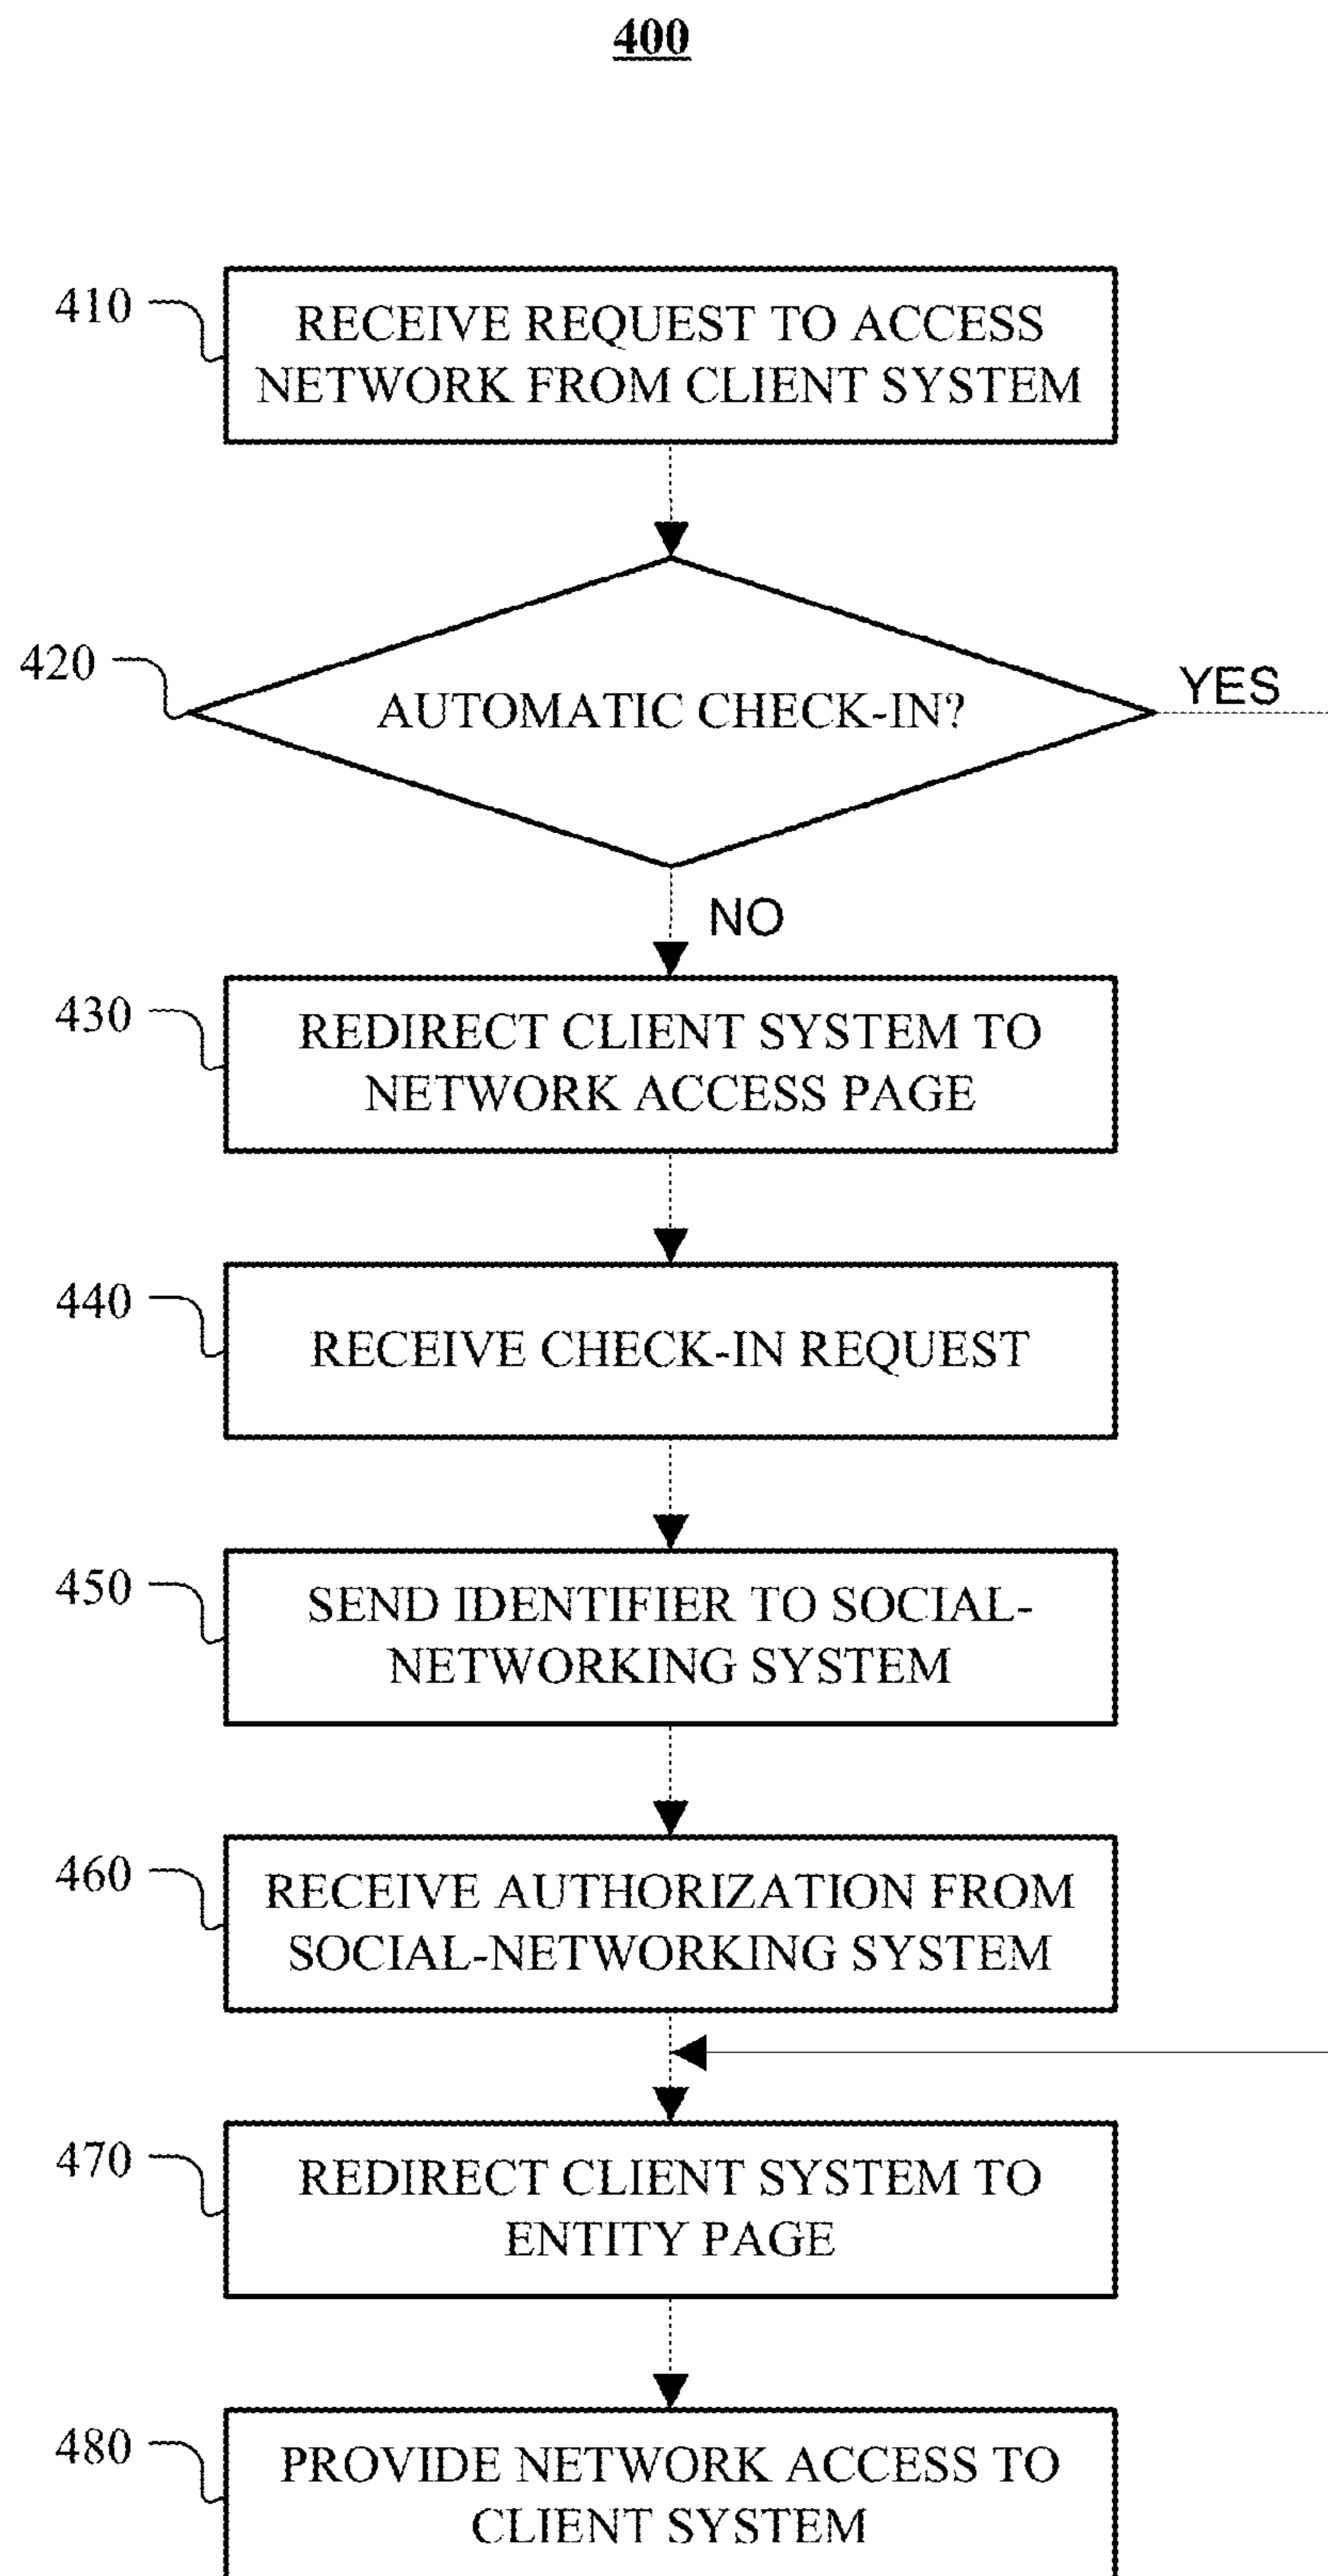 400
410
RECEIVE REQUEST TO ACCESS
NETWORK FROM CLIENT SYSTEM
420
AUTOMATIC CHECK-IN?
YES
NO
430
REDIRECT CLIENT SYSTEM TO
NETWORK ACCESS PAGE
440
RECEIVE CHECK-IN REQUEST
450
SEND IDENTIFIER TO SOCIAL-
NETWORKING SYSTEM
460
RECEIVE AUTHORIZATION FROM
SOCIAL-NETWORKING SYSTEM
470
REDIRECT CLIENT SYSTEM TO
ENTITY PAGE
480
PROVIDE NETWORK ACCESS TO
CLIENT SYSTEM